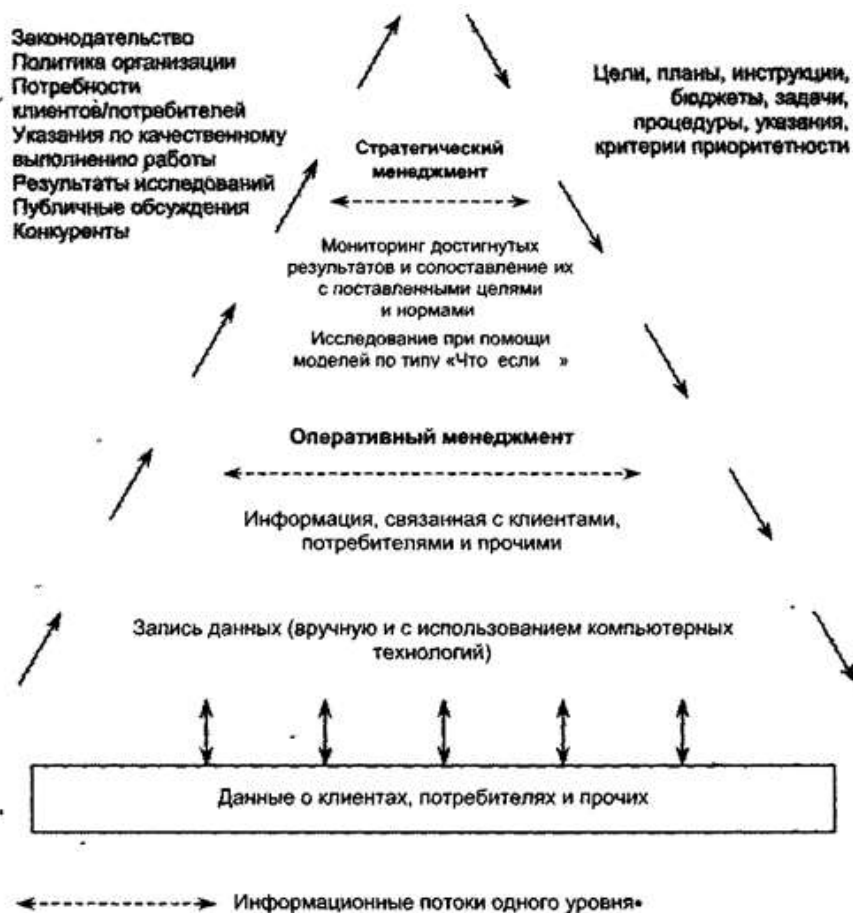 Законодательство
Политика организации
Потребности
клиентов/потребителей
Указания по качественному
выполнению работы
Результаты исследований
Публичные обсуждения
Конкуренты
Цели, планы, инструкции,
бюджеты, задачи,
процедуры, указания,
критерии приоритетности
Стратегический
менеджмент
Мониторинг достигнутых
результатов и сопоставление их
с поставленными целями
и нормами
Исследование при помощи
моделей по типу «Что если »
Оперативный менеджмент
Информация, связанная с клиентами,
потребителями и прочими
Запись данных (вручную и с использованием компьютерных
технологий)
Данные о клиентах, потребителях и прочих
Информационные потоки одного уровня